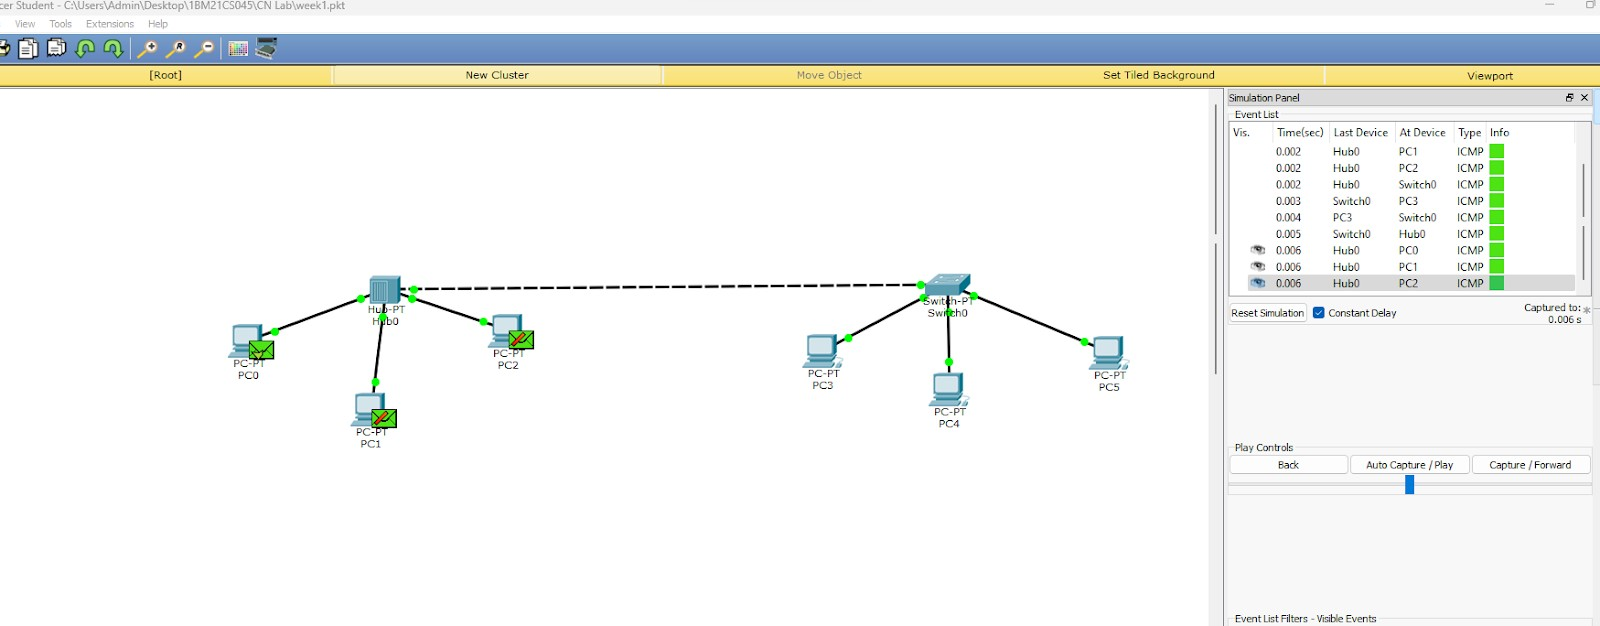 cer Student - C:\Users\Admin\Desktop\1BM21CS045\CN Lab\week1.pkt
View Tools Extensions Help
[Root] New Cluster Move Object Set Tiled Background Viewport
Simulation Panel
Event List
Vis. Time(sec) Last Device At Device Type Info
0.002 Hub0 PC1 ICMP
0.002 Hub0 PC2 ICMP
0.002 Hub0 Switch0 ICMP
0.003 Switch0 PC3 ICMP
0.004 PC3 Switch0 ICMP
0.005 Switch0 Hub0 ICMP
0.006 Hub0 PC0 ICMP
0.006 Hub0 PC1 ICMP
0.006 Hub0 PC2 ICMP
Reset Simulation Constant Delay Captured to: *
0.006 s
Hub-PT
Hub0
Switch-PT
Switch0
PC-PT
PC0
PC-PT
PC1
PC-PT
PC2
PC-PT
PC3
PC-PT
PC4
PC-PT
PC5
Play Controls
Back Auto Capture / Play Capture / Forward
Event List Filters - Visible Events